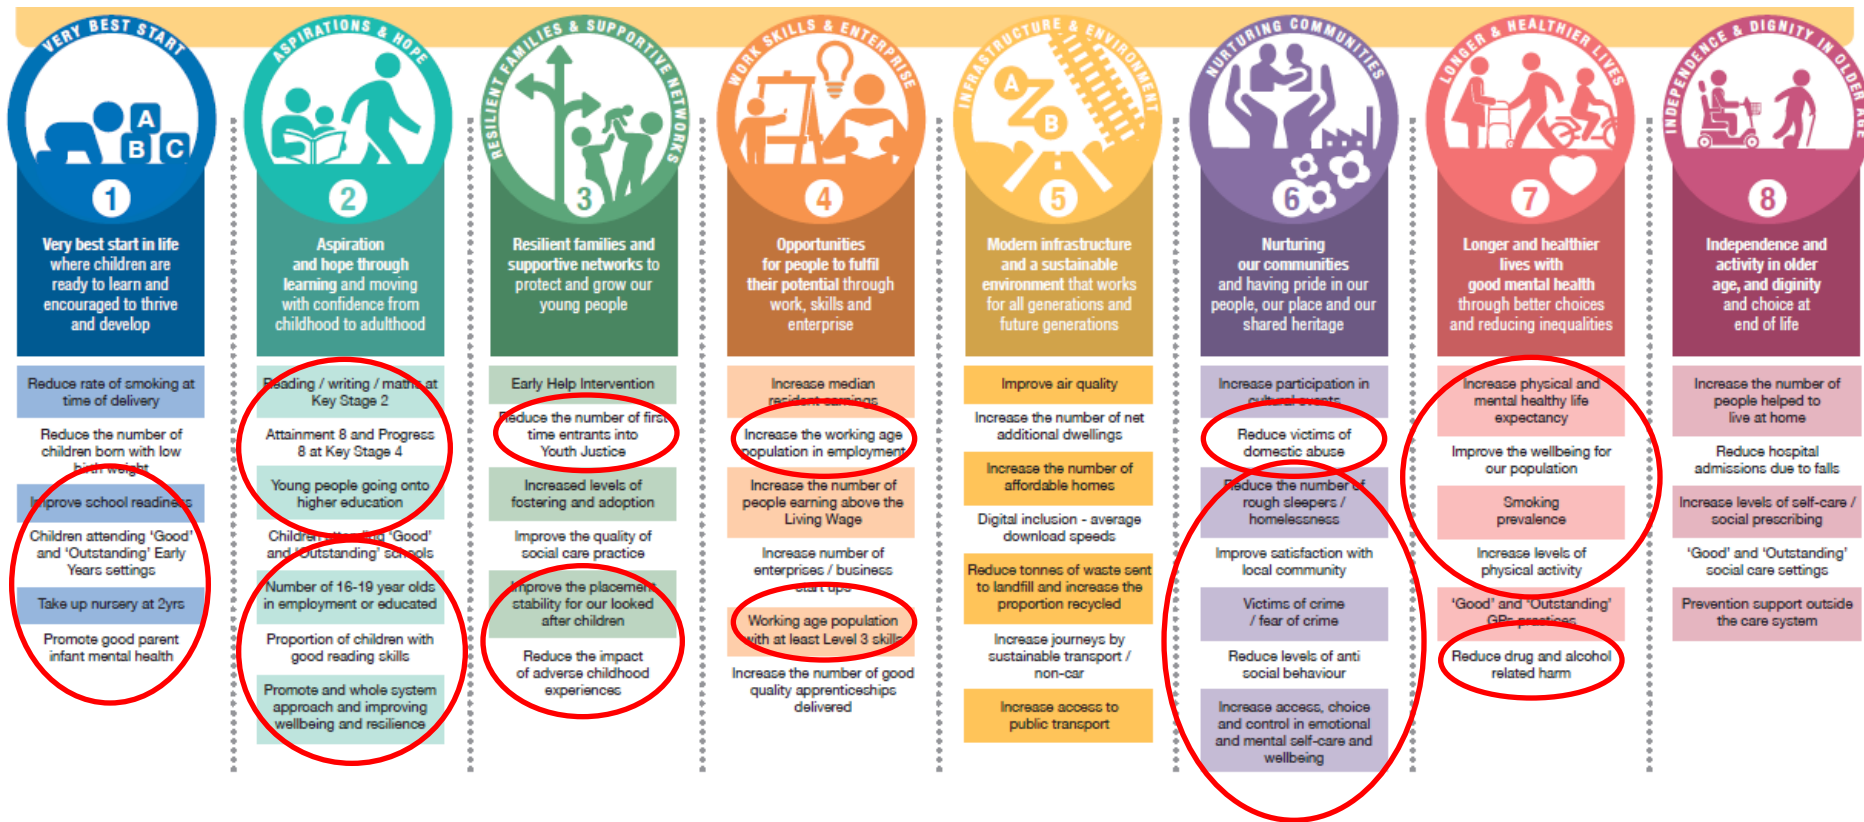 VERY BEST START
A
B C
1
Very best start in life
where children are
ready to learn and
encouraged to thrive
and develop
Reduce rate of smoking at
time of delivery
Reduce the number of
children born with low
birth weight
Improve school readiness
Children attending ‘Good’
and ‘Outstanding’ Early
Years settings
Take up nursery at 2yrs
Promote good parent
infant mental health
ASPIRATIONS & HOPE
2
Aspiration
and hope through
learning and moving
with confidence from
childhood to adulthood
Reading / writing / maths at
Key Stage 2
Attainment 8 and Progress
8 at Key Stage 4
Young people going onto
higher education
Children attending ‘Good’
and ‘Outstanding’ schools
Number of 16-19 year olds
in employment or educated
Proportion of children with
good reading skills
Promote and whole system
approach and improving
wellbeing and resilience
RESILIENT FAMILIES & SUPPORTIVE NETWORKS
3
Resilient families and
supportive networks to
protect and grow our
young people
Early Help Intervention
Reduce the number of first
time entrants into
Youth Justice
Increased levels of
fostering and adoption
Improve the quality of
social care practice
Improve the placement
stability for our looked
after children
Reduce the impact
of adverse childhood
experiences
WORK SKILLS & ENTERPRISE
4
Opportunities
for people to fulfil
their potential through
work, skills and
enterprise
Increase median
resident earnings
Increase the working age
population in employment
Increase the number of
people earning above the
Living Wage
Increase number of
enterprises / business
start ups
Working age population
with at least Level 3 skills
Increase the number of good
quality apprenticeships
delivered
INFRASTRUCTURE & ENVIRONMENT
A
B
5
Modern infrastructure
and a sustainable
environment that works
for all generations and
future generations
Improve air quality
Increase the number of net
additional dwellings
Increase the number of
affordable homes
Digital inclusion - average
download speeds
Reduce tonnes of waste sent
to landfill and increase the
proportion recycled
Increase journeys by
sustainable transport /
non-car
Increase access to
public transport
NURTURING COMMUNITIES
6
Nurturing
our communities
and having pride in our
people, our place and our
shared heritage
Increase participation in
cultural events
Reduce victims of
domestic abuse
Reduce the number of
rough sleepers /
homelessness
Improve satisfaction with
local community
Victims of crime
/ fear of crime
Reduce levels of anti
social behaviour
Increase access, choice
and control in emotional
and mental self-care and
wellbeing
LONGER & HEALTHIER LIVES
7
Longer and healthier
lives with
good mental health
through better choices
and reducing inequalities
Increase physical and
mental healthy life
expectancy
Improve the wellbeing for
our population
Smoking
prevalence
Increase levels of
physical activity
‘Good’ and ‘Outstanding’
GPs practices
Reduce drug and alcohol
related harm
INDEPENDENCE & DIGNITY IN OLDER AGE
8
Independence and
activity in older
age, and diginity
and choice at
end of life
Increase the number of
people helped to
live at home
Reduce hospital
admissions due to falls
Increase levels of self-care /
social prescribing
‘Good’ and ‘Outstanding’
social care settings
Prevention support outside
the care system